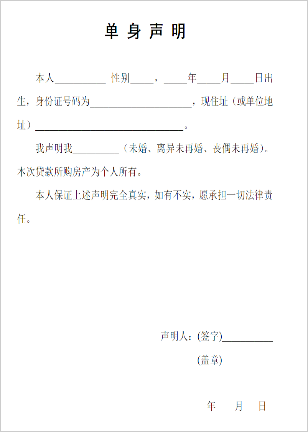 单身声明
本人__________ 性别____、____年____月____日出
生，身份证号码为____________________，现住址（或单位地
址）______________________________。
我声明我_________（未婚、离异未再婚、丧偶未再婚）。
本次贷款所购房产为个人所有。
本人保证上述声明完全真实，如有不实，愿承担一切法律责
任。
声明人：(签字)__________
(盖章)
年 月 日